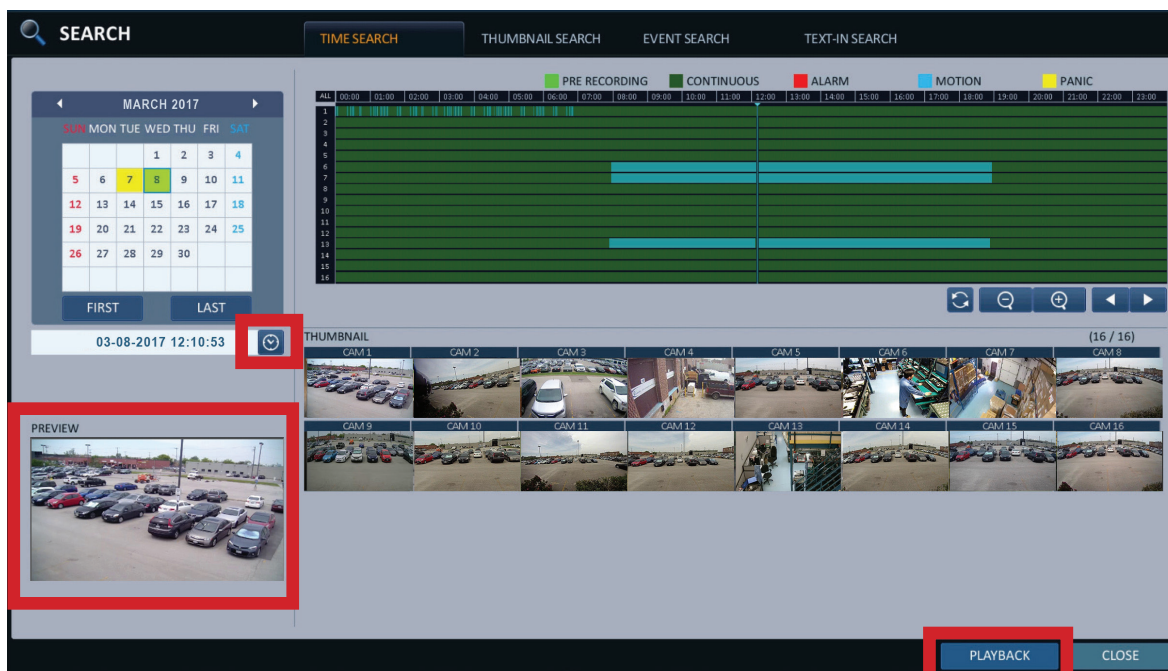 SEARCH
TIME SEARCH THUMBNAIL SEARCH EVENT SEARCH TEXT-IN SEARCH
PRE RECORDING CONTINUOUS ALARM MOTION PANIC
MARCH 2017
SUN MON TUE WED THU FRI SAT
1 2 3 4
5 6 7 8 9 10 11
12 13 14 15 16 17 18
19 20 21 22 23 24 25
26 27 28 29 30
FIRST LAST
03-08-2017 12:10:53
ALL 00:00 01:00 02:00 03:00 04:00 05:00 06:00 07:00 08:00 09:00 10:00 11:00 12:00 13:00 14:00 15:00 16:00 17:00 18:00 19:00 20:00 21:00 22:00 23:00
1
2
3
4
5
6
7
8
9
10
11
12
13
14
15
16
THUMBNAIL (16 / 16)
CAM 1 CAM 2 CAM 3 CAM 4 CAM 5 CAM 6 CAM 7 CAM 8
CAM 9 CAM 10 CAM 11 CAM 12 CAM 13 CAM 14 CAM 15 CAM 16
PREVIEW
PLAYBACK CLOSE